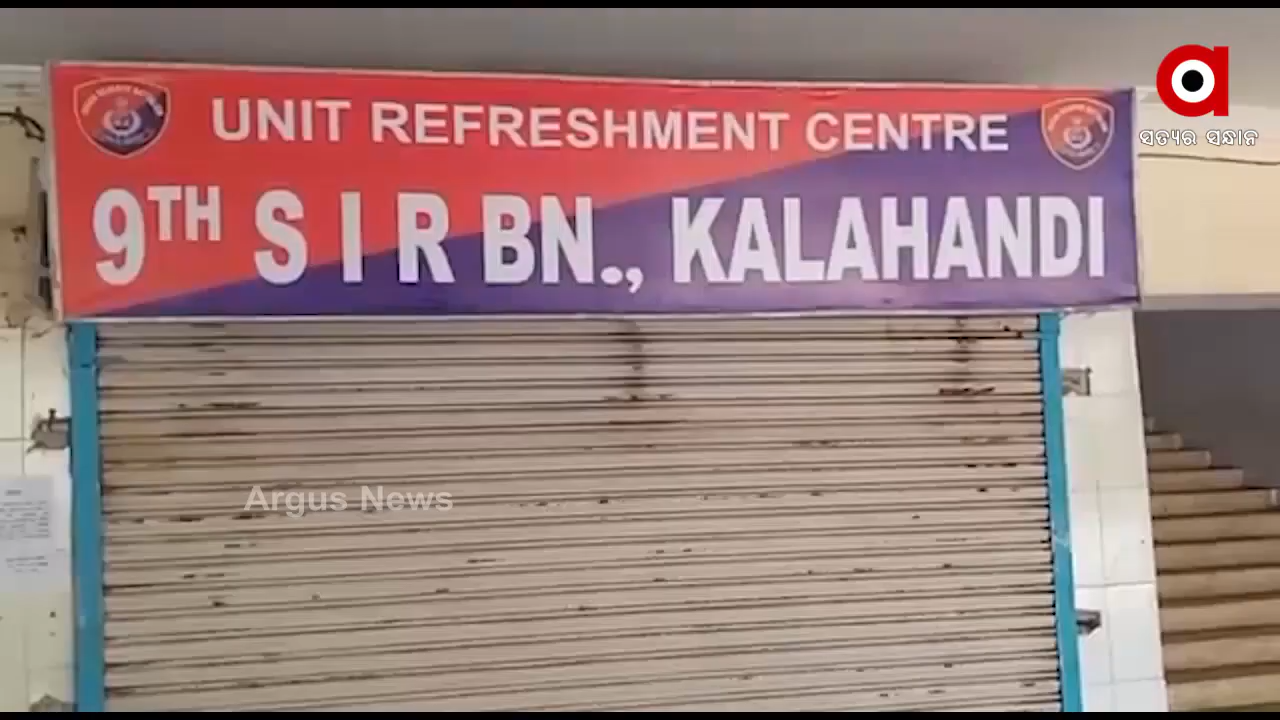 UNIT REFRESHMENT CENTRE
9TH S I R BN., KALAHANDI
ସତ୍ୟର ସନ୍ଧାନ
Argus News